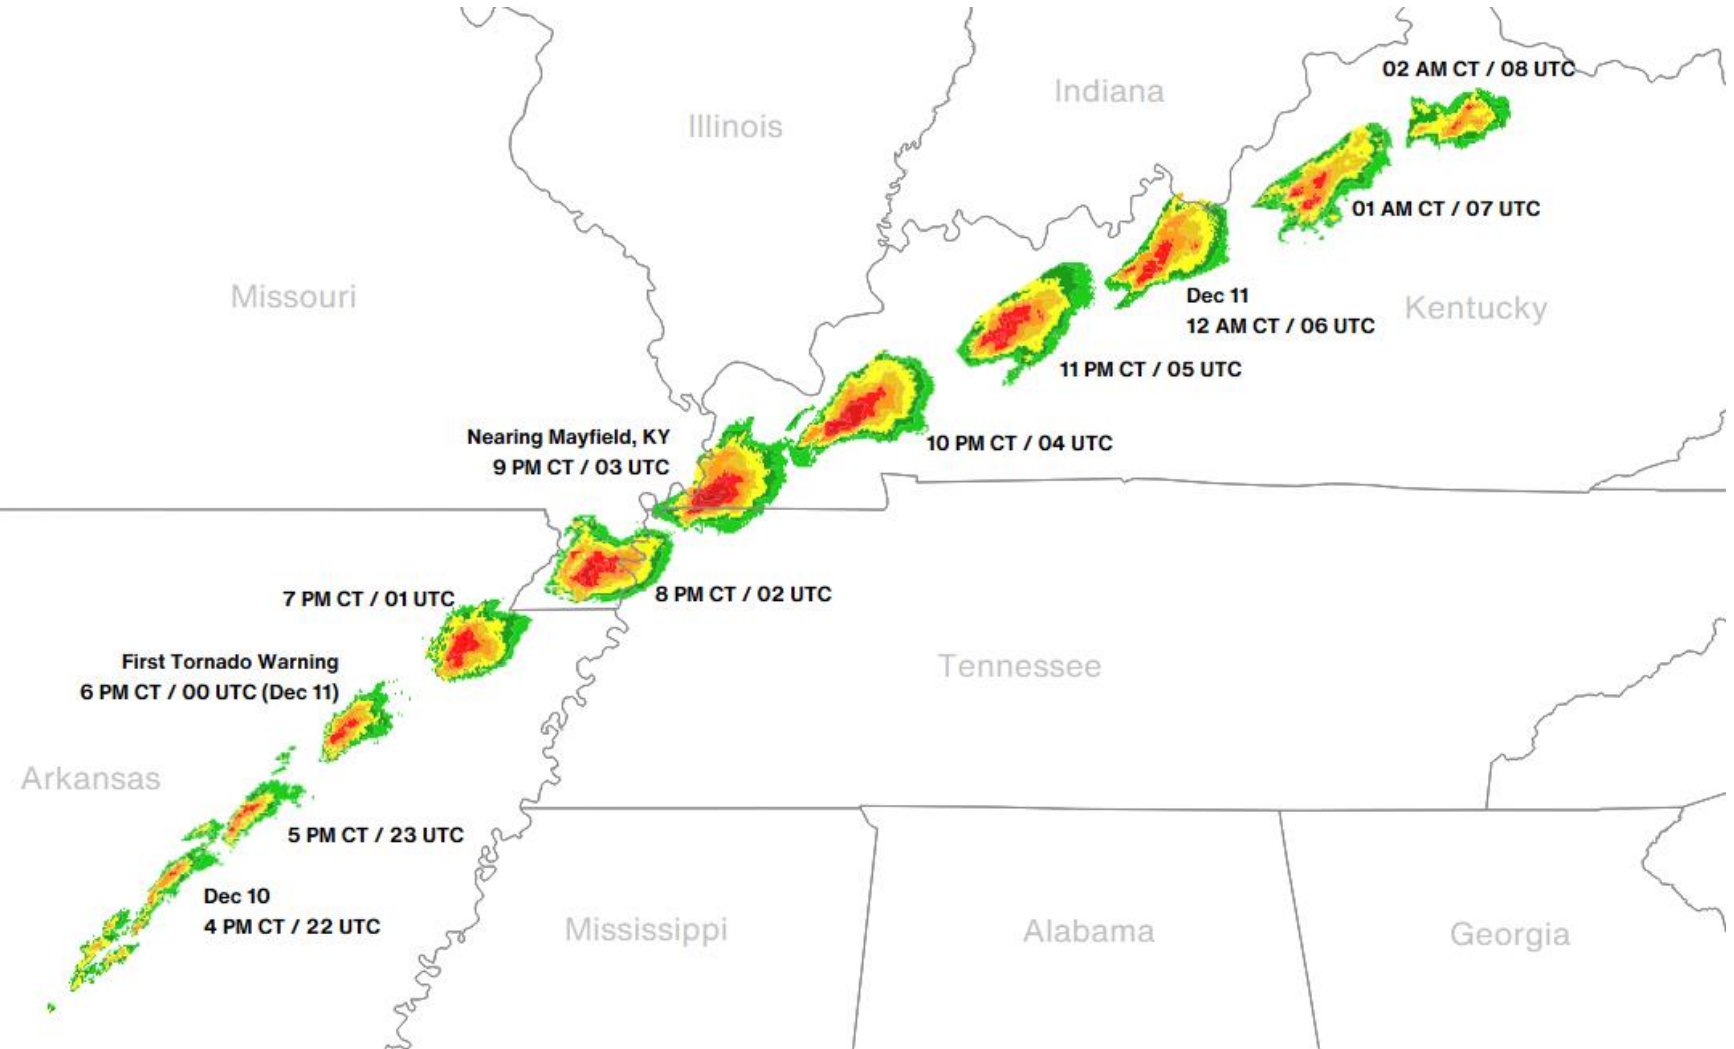 02 AM CT / 08 UTC
Indiana
Illinois
01 AM CT / 07 UTC
Missouri
Dec 11
12 AM CT / 06 UTC
Kentucky
11 PM CT / 05 UTC
Nearing Mayfield, KY
9 PM CT / 03 UTC
10 PM CT / 04 UTC
7 PM CT / 01 UTC
8 PM CT / 02 UTC
First Tornado Warning
6 PM CT / 00 UTC (Dec 11)
Tennessee
Arkansas
5 PM CT / 23 UTC
Dec 10
4 PM CT / 22 UTC
Mississippi
Alabama
Georgia